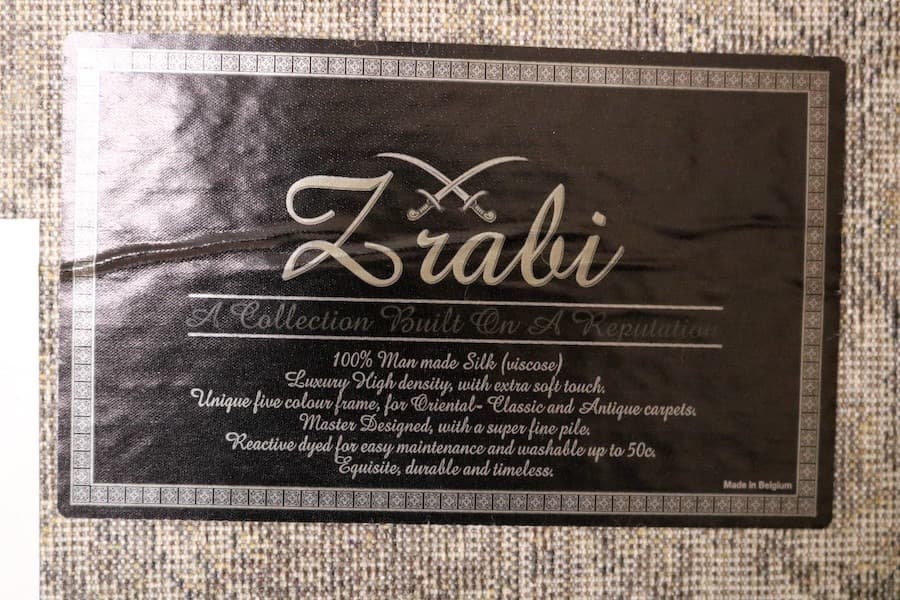 Zrabi
A Collection Built On A Reputation
100% Man made Silk (viscose)
Luxury High density, with extra soft touch.
Unique five colour frame, for Oriental- Classic and Antique carpets.
Master Designed, with a super fine pile.
Reactive dyed for easy maintenance and washable up to 50c.
Equisite, durable and timeless.
Made in Belgium